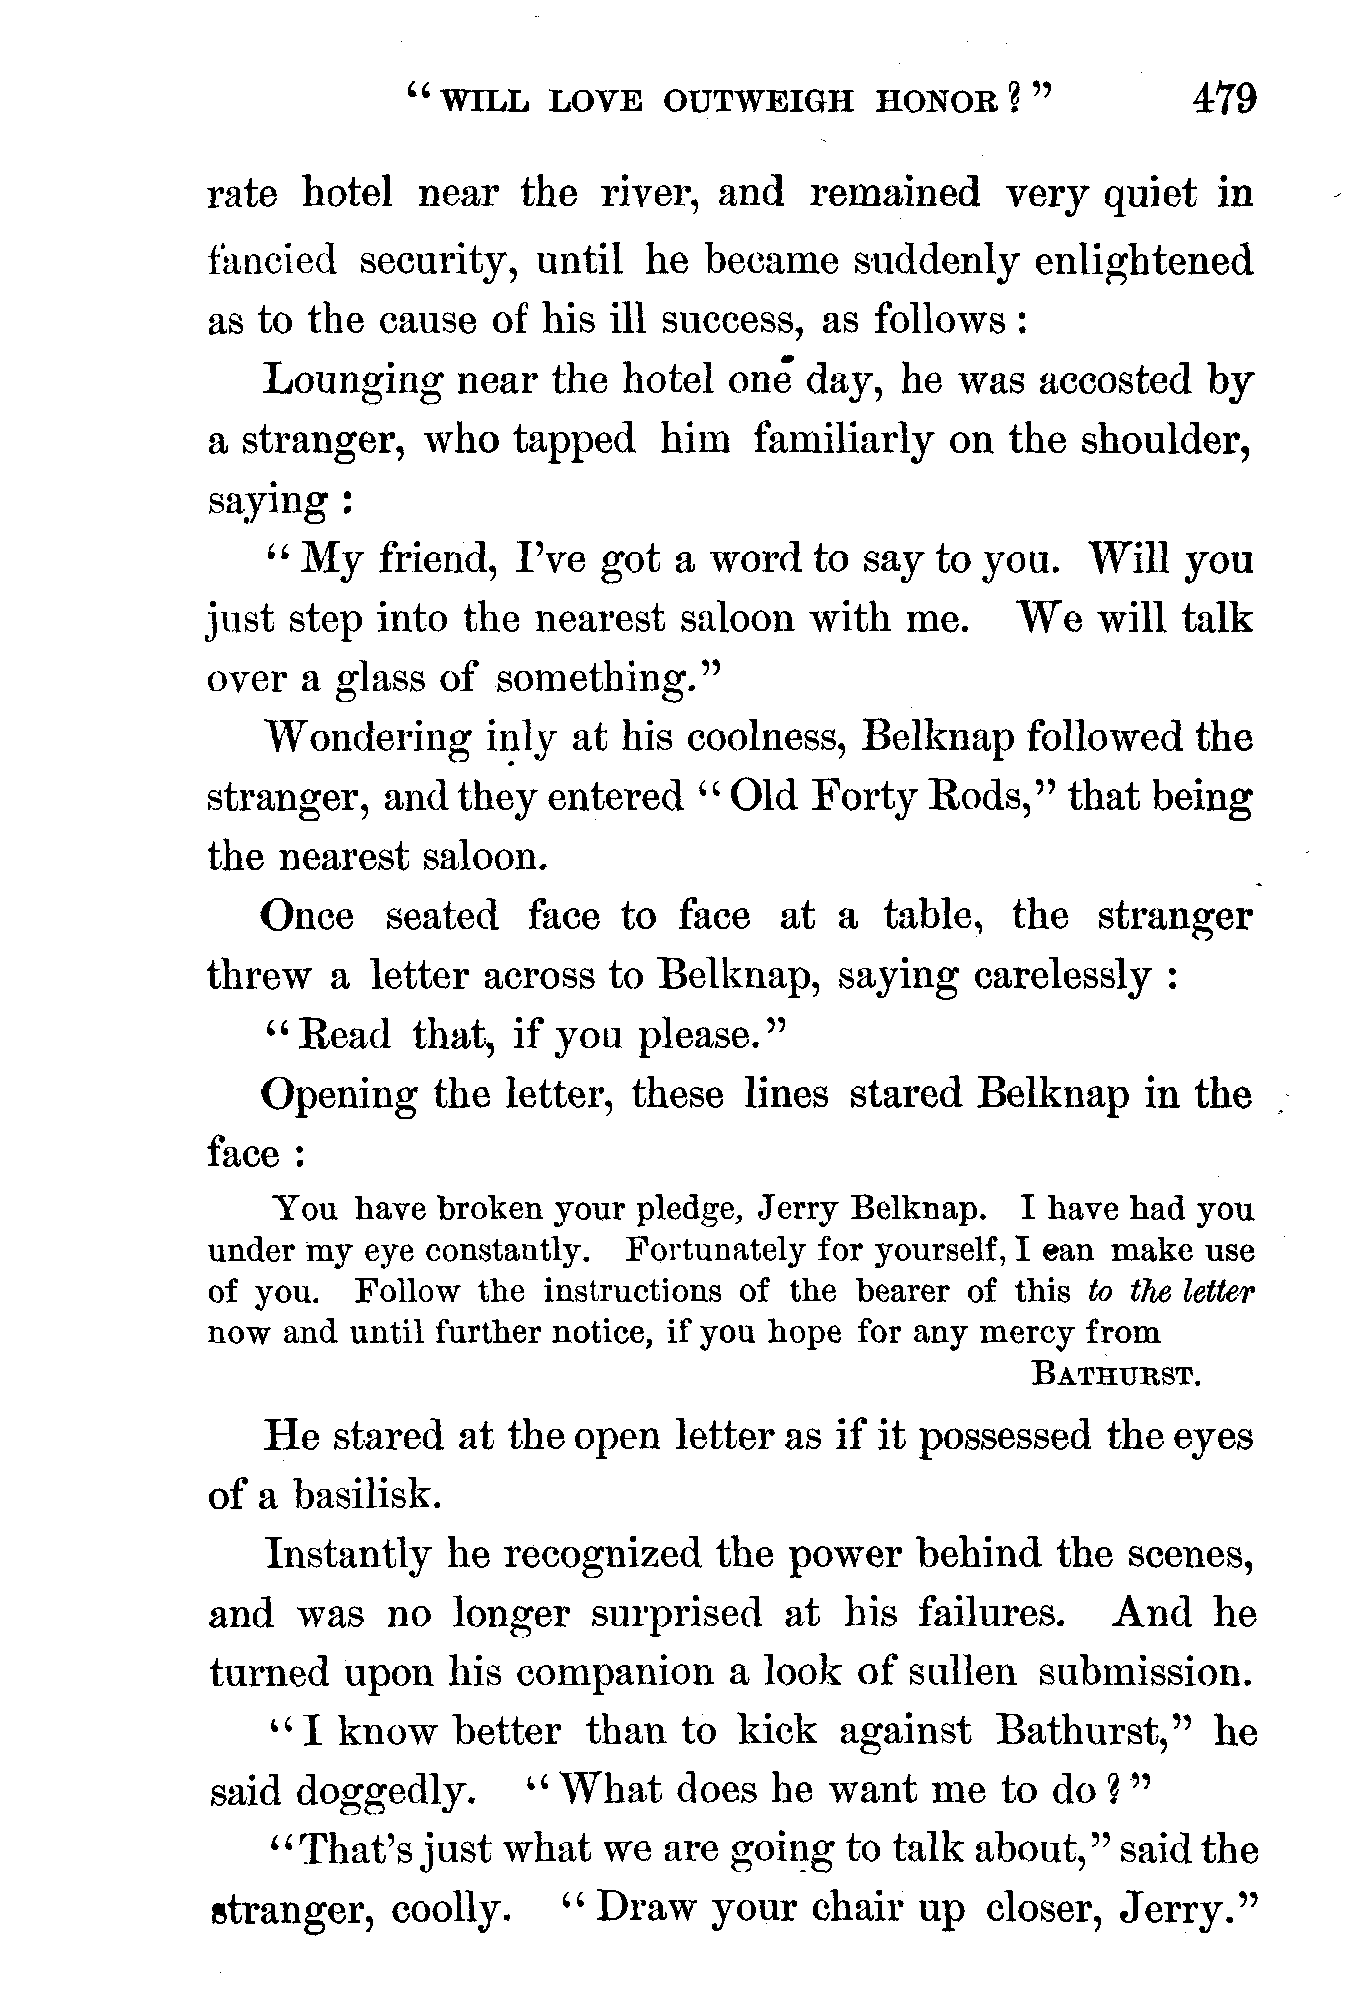 "WILL LOVE OUTWEIGH HONOR?" 479
rate hotel near the river, and remained very quiet in
fancied security, until he became suddenly enlightened
as to the cause of his ill success, as follows :
Lounging near the hotel one day, he was accosted by
a stranger, who tapped him familiarly on the shoulder,
saying :
"My friend, I've got a word to say to you. Will you
just step into the nearest saloon with me. We will talk
over a glass of something."
Wondering inly at his coolness, Belknap followed the
stranger, and they entered "Old Forty Rods," that being
the nearest saloon.
Once seated face to face at a table, the stranger
threw a letter across to Belknap, saying carelessly :
"Read that, if you please."
Opening the letter, these lines stared Belknap in the
face :
You have broken your pledge, Jerry Belknap. I have had you
under my eye constantly. Fortunately for yourself, I can make use
of you. Follow the instructions of the bearer of this to the letter
now and until further notice, if you hope for any mercy from
BATHURST.
He stared at the open letter as if it possessed the eyes
of a basilisk.
Instantly he recognized the power behind the scenes,
and was no longer surprised at his failures. And he
turned upon his companion a look of sullen submission.
"I know better than to kick against Bathurst," he
said doggedly. "What does he want me to do?"
"That's just what we are going to talk about," said the
stranger, coolly. "Draw your chair up closer, Jerry."